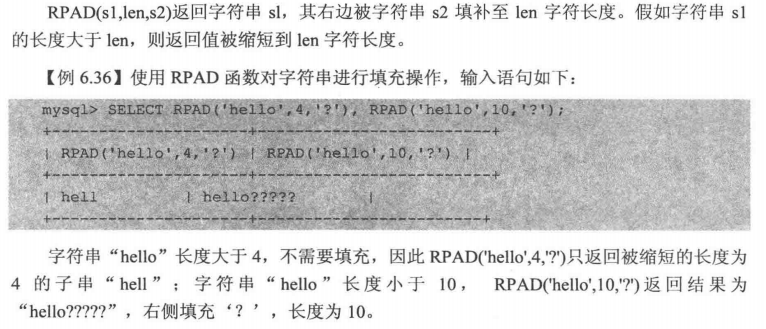 RPAD(s1,len,s2)返回字符串 sl，其右边被字符串 s2 填补至 len 字符长度。假如字符串 s1
的长度大于 len，则返回值被缩短到 len 字符长度。
【例 6.36】使用 RPAD 函数对字符串进行填充操作，输入语句如下：
mysql> SELECT RPAD('hello',4,'?'), RPAD('hello',10,'?');
+---------------------+----------------------+
| RPAD('hello',4,'?') | RPAD('hello',10,'?') |
+---------------------+----------------------+
| hell | hello????? |
+---------------------+----------------------+
字符串“hello”长度大于 4，不需要填充，因此 RPAD('hello',4,'?')只返回被缩短的长度为
4 的子串“hell”；字符串“hello”长度小于 10， RPAD('hello',10,'?')返回结果为
“hello?????”，右侧填充‘？’，长度为 10。